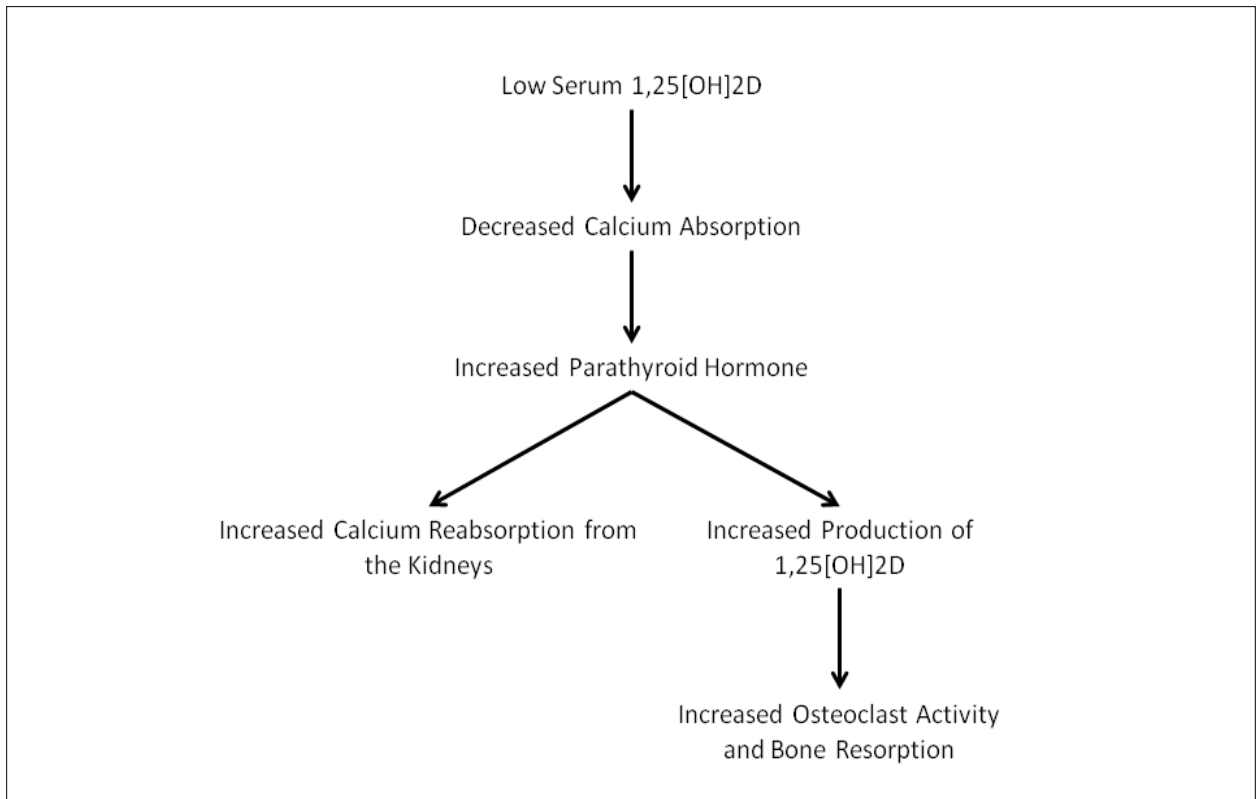 Low Serum 1,25[OH]2D
Decreased Calcium Absorption
Increased Parathyroid Hormone
Increased Calcium Reabsorption from
the Kidneys
Increased Production of
1,25[OH]2D
Increased Osteoclast Activity
and Bone Resorption